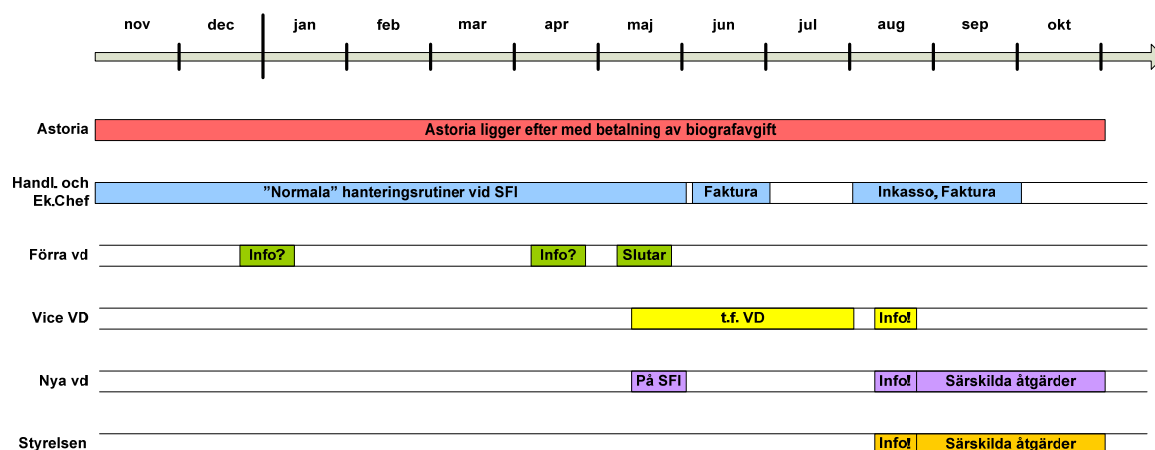 nov dec jan feb mar apr maj jun jul aug sep okt
Astoria Astoria ligger efter med betalning av biografavgift
Handl. och
Ek.Chef
”Normala” hanteringsrutiner vid SFI Faktura Inkasso, Faktura
Förra vd Info? Info? Slutar
Vice VD t.f. VD Info!
Nya vd På SFI Info! Särskilda åtgärder
Styrelsen Info! Särskilda åtgärder